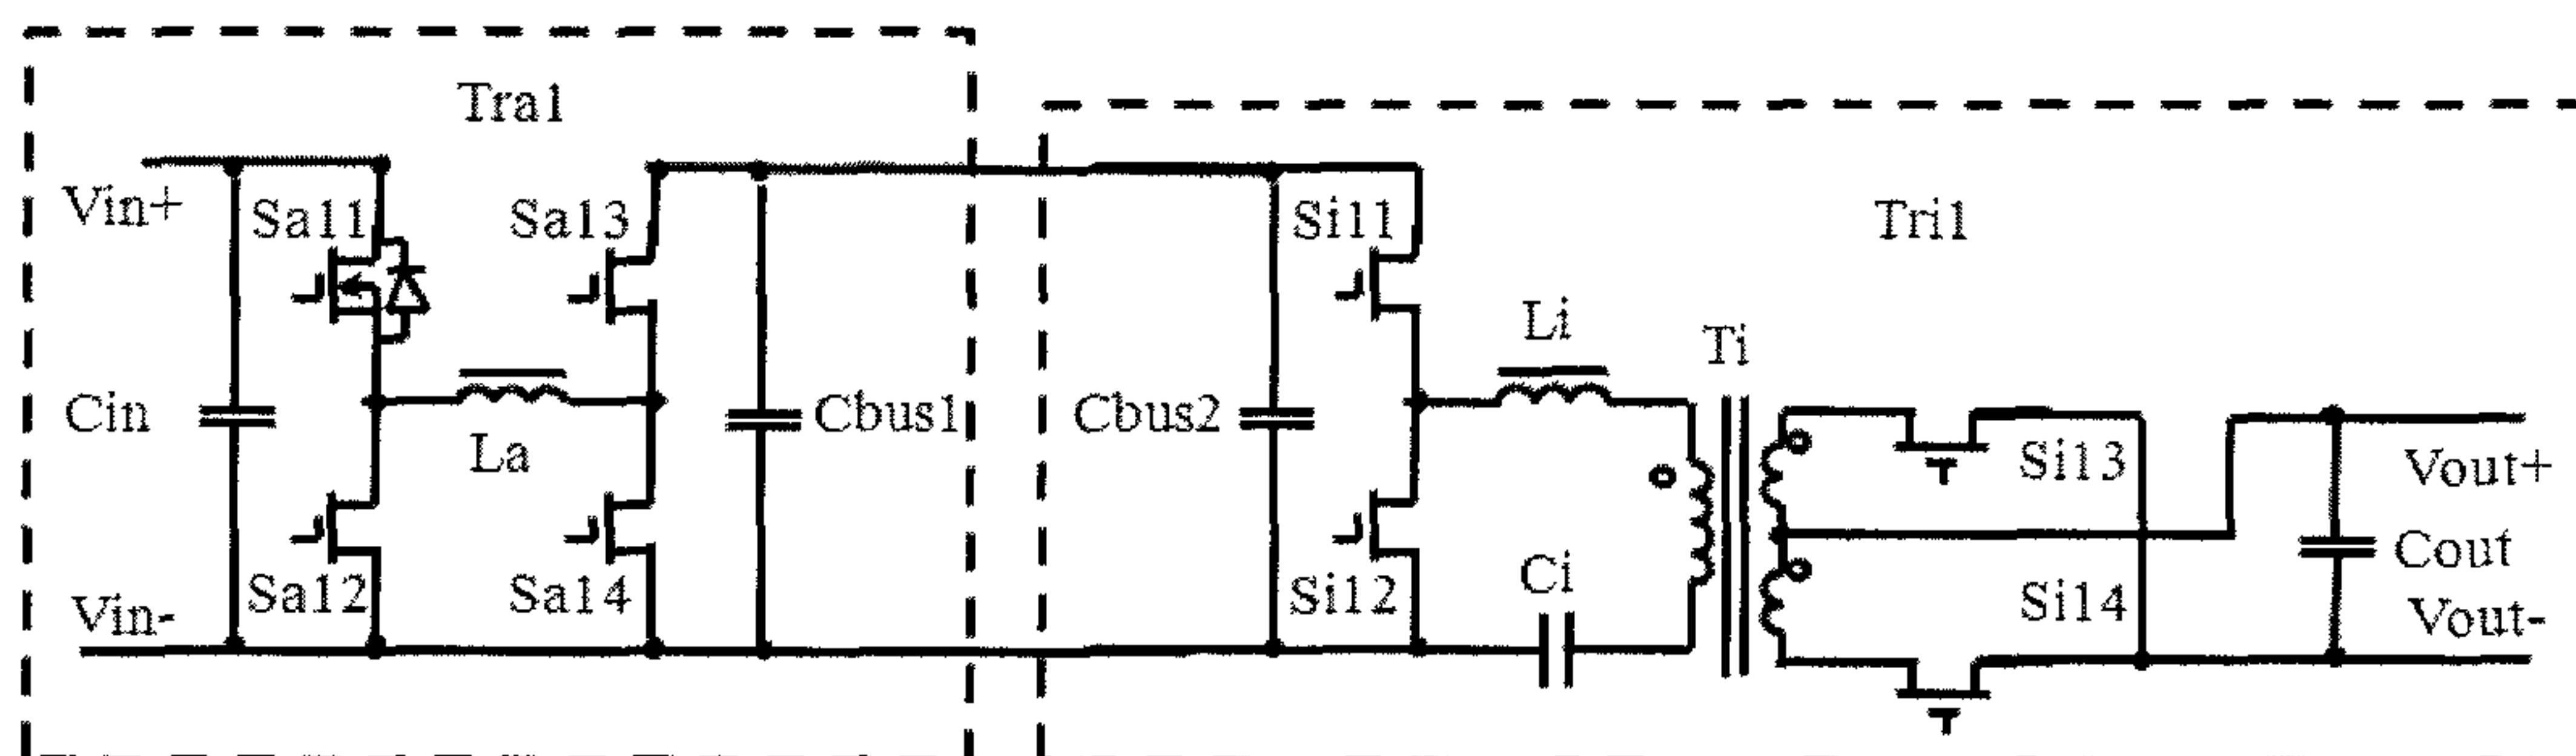 Tra1
Vin+
Sa11
Sa13
Si11
Tri1
Li
Ti
Cin
La
Cbus1
Cbus2
Si13
Vout+
Vin-
Sa12
Sa14
Si12
Ci
Si14
Cout
Vout-